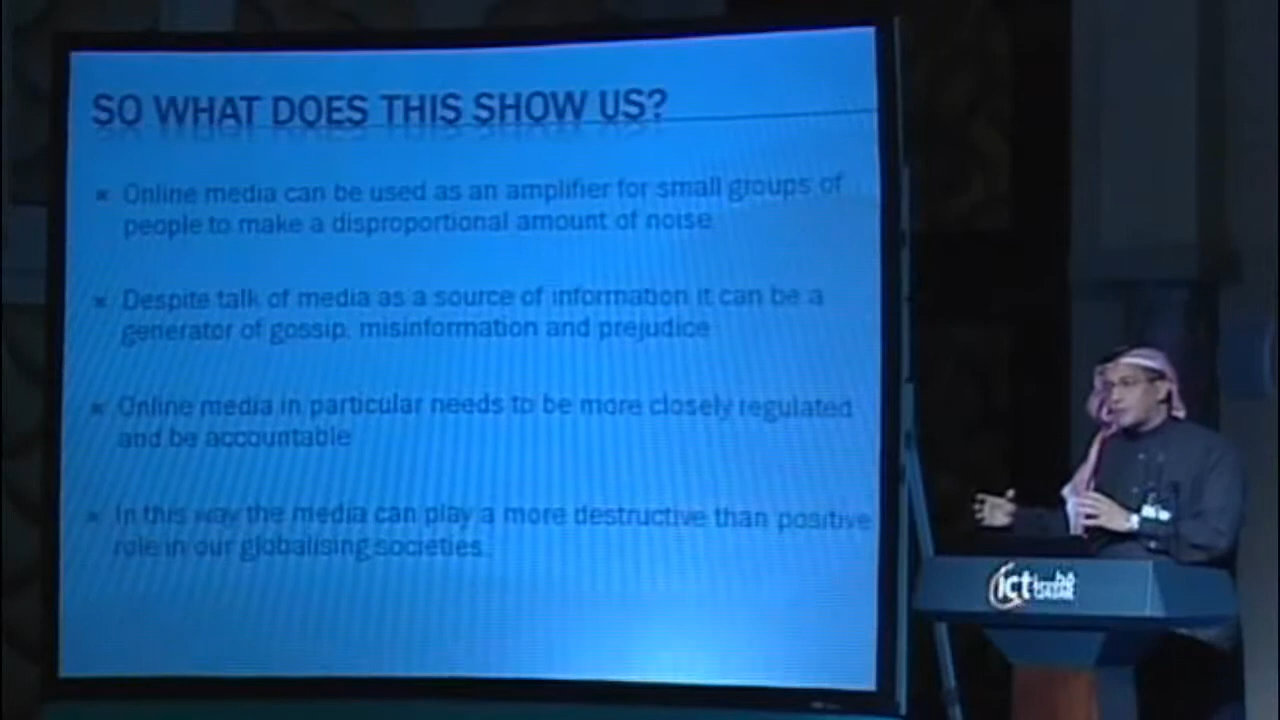 SO WHAT DOES THIS SHOW US?
Online media can be used as an amplifier for small groups of
people to make a disproportional amount of noise
Despite talk of media as a source of information it can be a
generator of gossip, misinformation and prejudice
Online media in particular needs to be more closely regulated
and be accountable
In this way the media can play a more destructive than positive
role in our globalising societies.
ict
QATAR